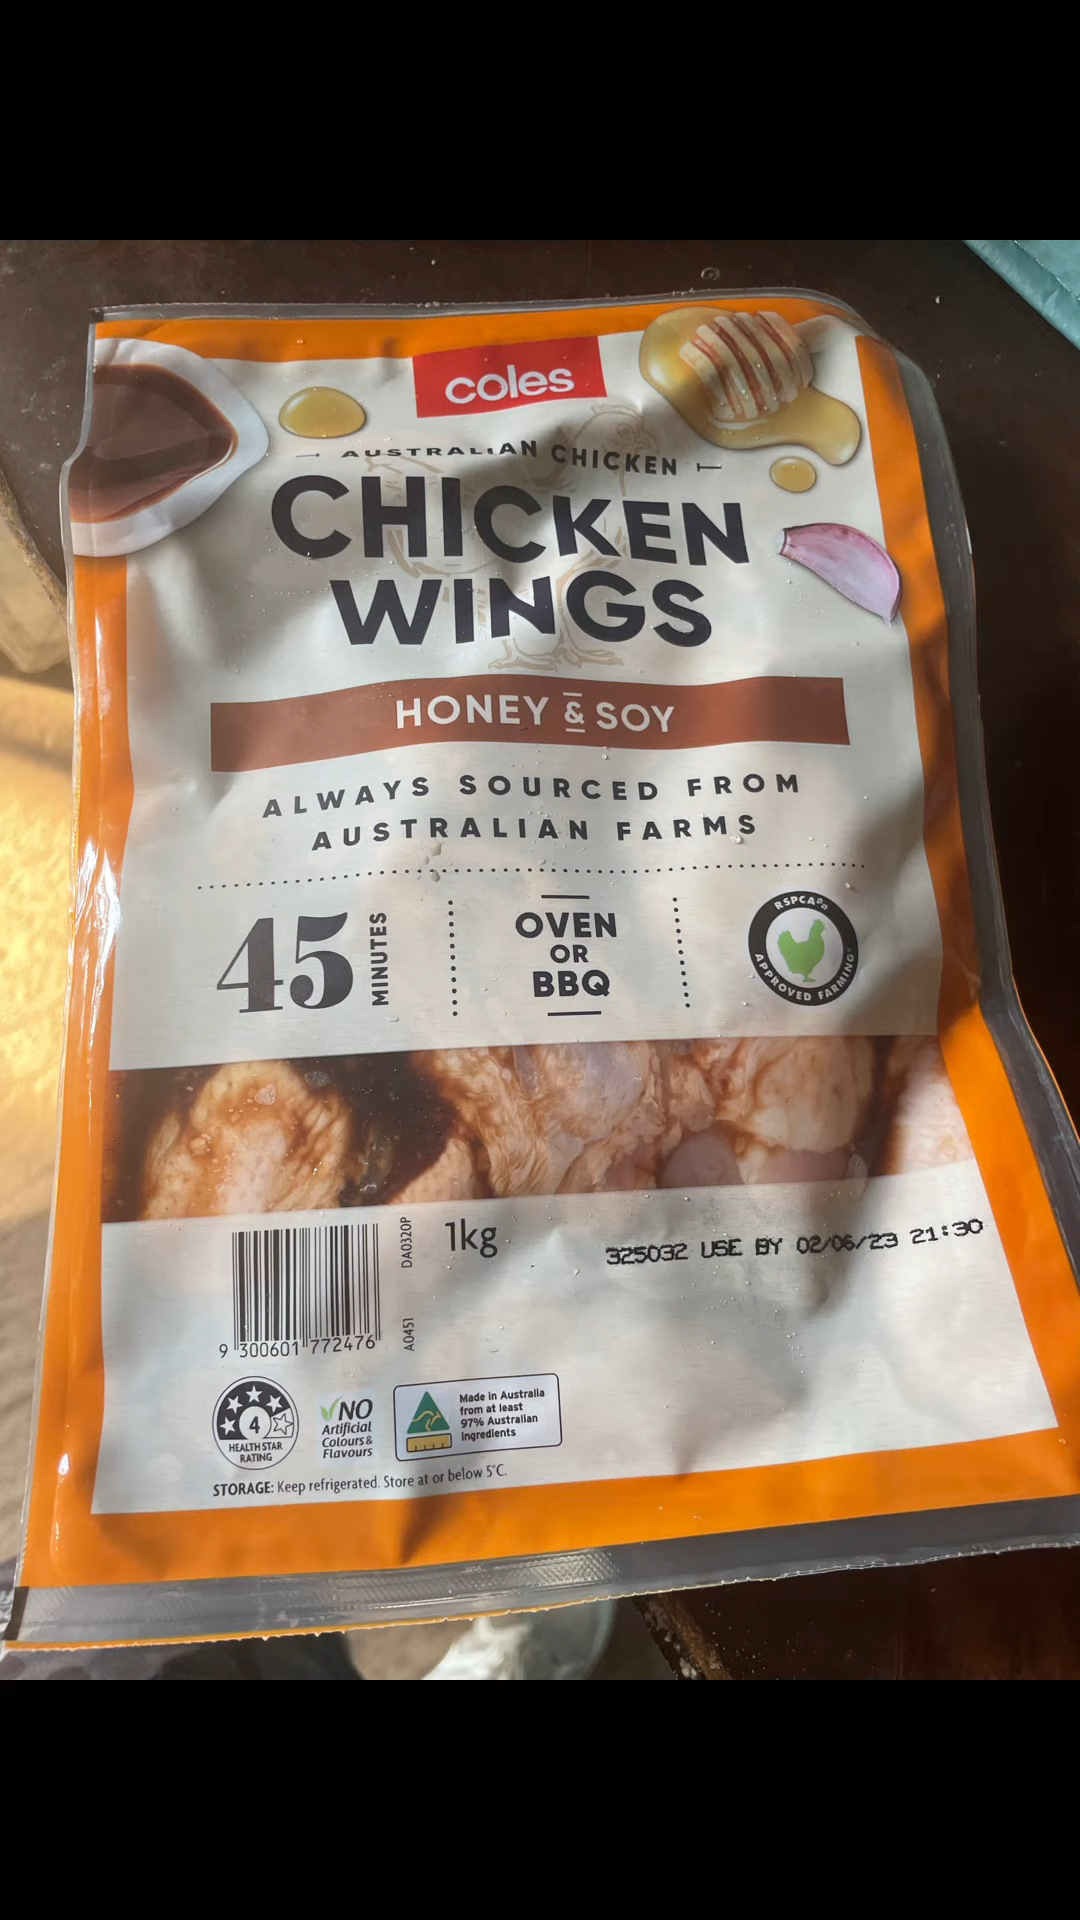 coles
AUSTRALIAN CHICKEN
CHICKEN
WINGS
HONEY & SOY
ALWAYS SOURCED FROM
AUSTRALIAN FARMS
45 MINUTES
OVEN
OR
BBQ
RSPCA
APPROVED FARMING
1kg
DA0320P
A0451
325032 USE BY 02/06/23 21:30
9 300601 772476
4
HEALTH STAR
RATING
NO
Artificial
Colours &
Flavours
Made in Australia
from at least
97% Australian
ingredients
STORAGE: Keep refrigerated. Store at or below 5°C.